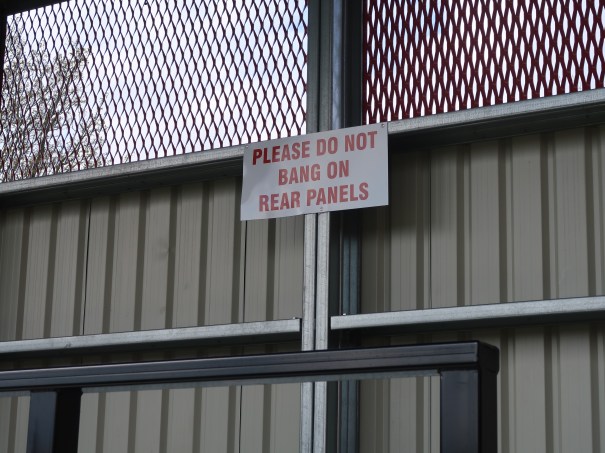 PLEASE DO NOT
BANG ON
REAR PANELS